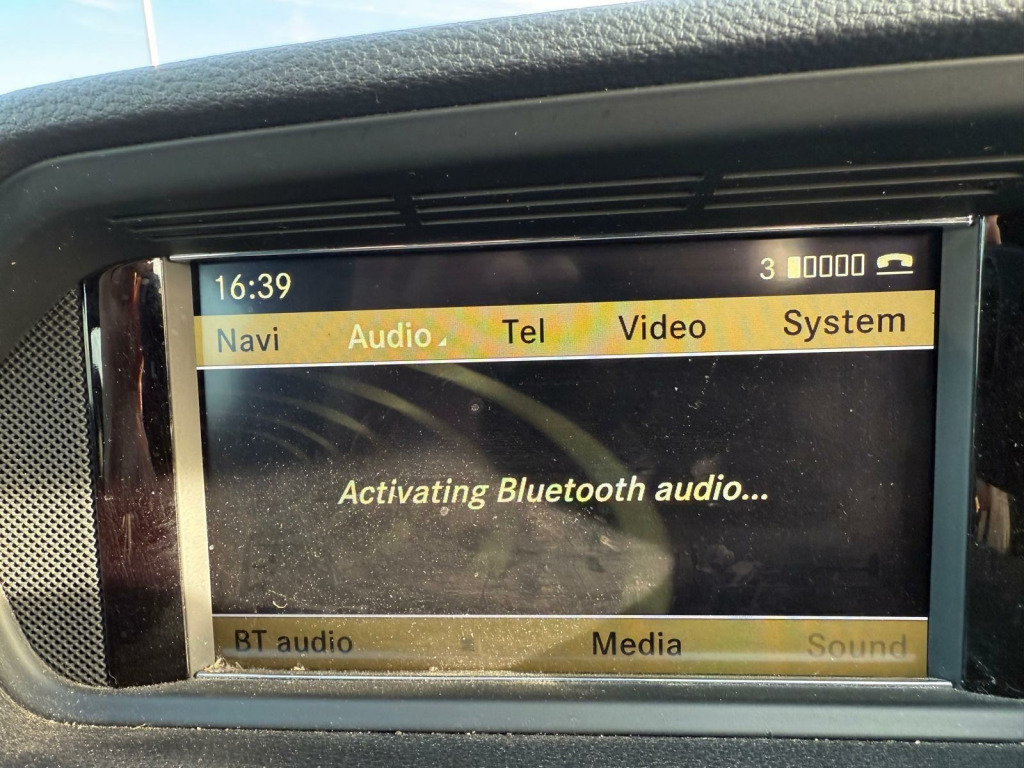 16:39 3
Navi Audio Tel Video System
Activating Bluetooth audio...
BT audio Media Sound